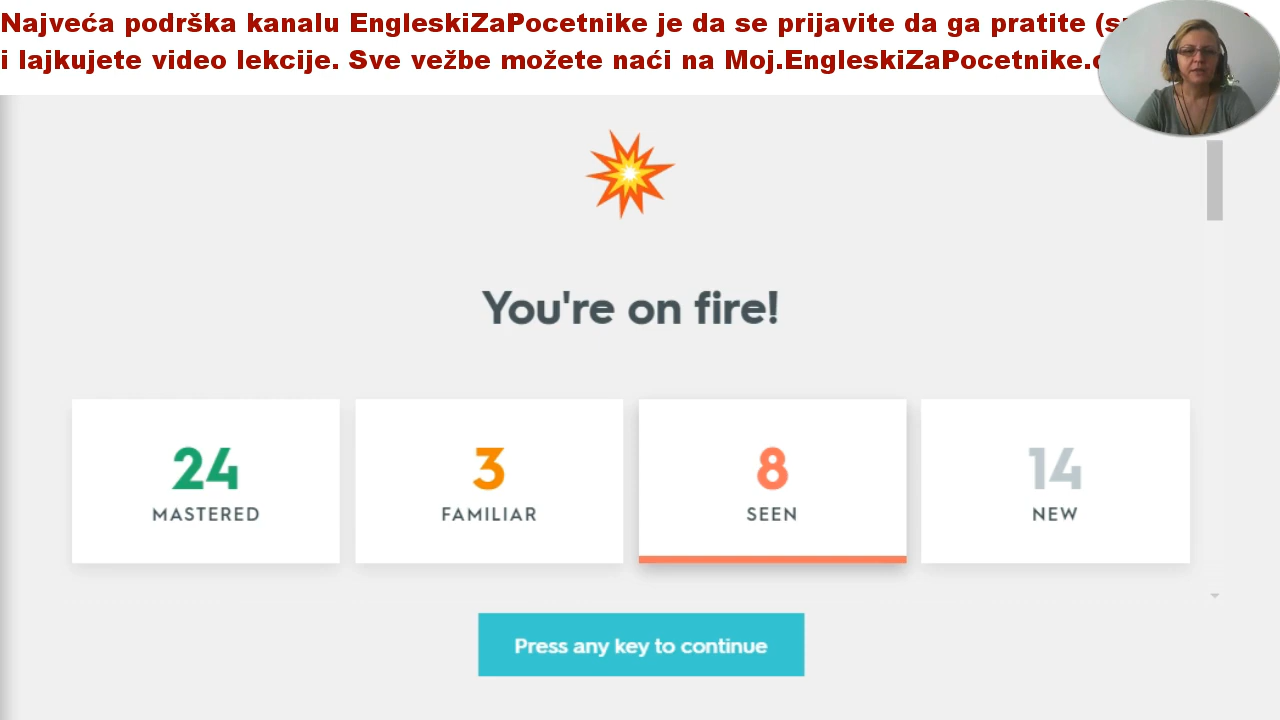 Najveća podrška kanalu EngleskiZaPocetnike je da se prijavite da ga pratite
i lajkujete video lekcije. Sve vežbe možete naći na
You're on fire!
24 3 8 14
MASTERED FAMILIAR SEEN NEW
Press any key to continue